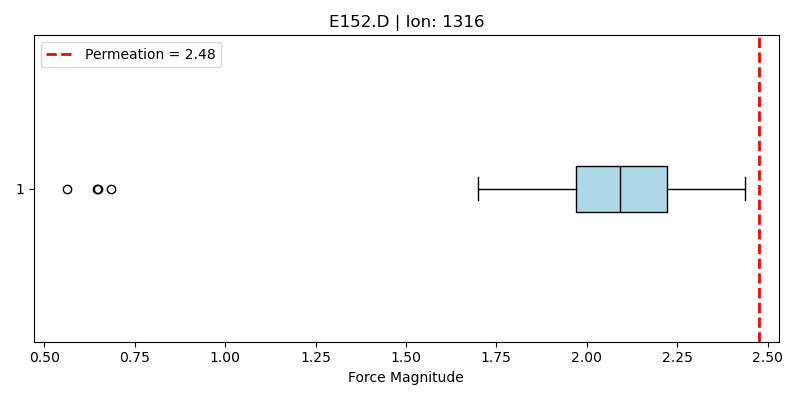 E152.D | Ion: 1316
Permeation = 2.48
1
0.50 0.75 1.00 1.25 1.50 1.75 2.00 2.25 2.50
Force Magnitude